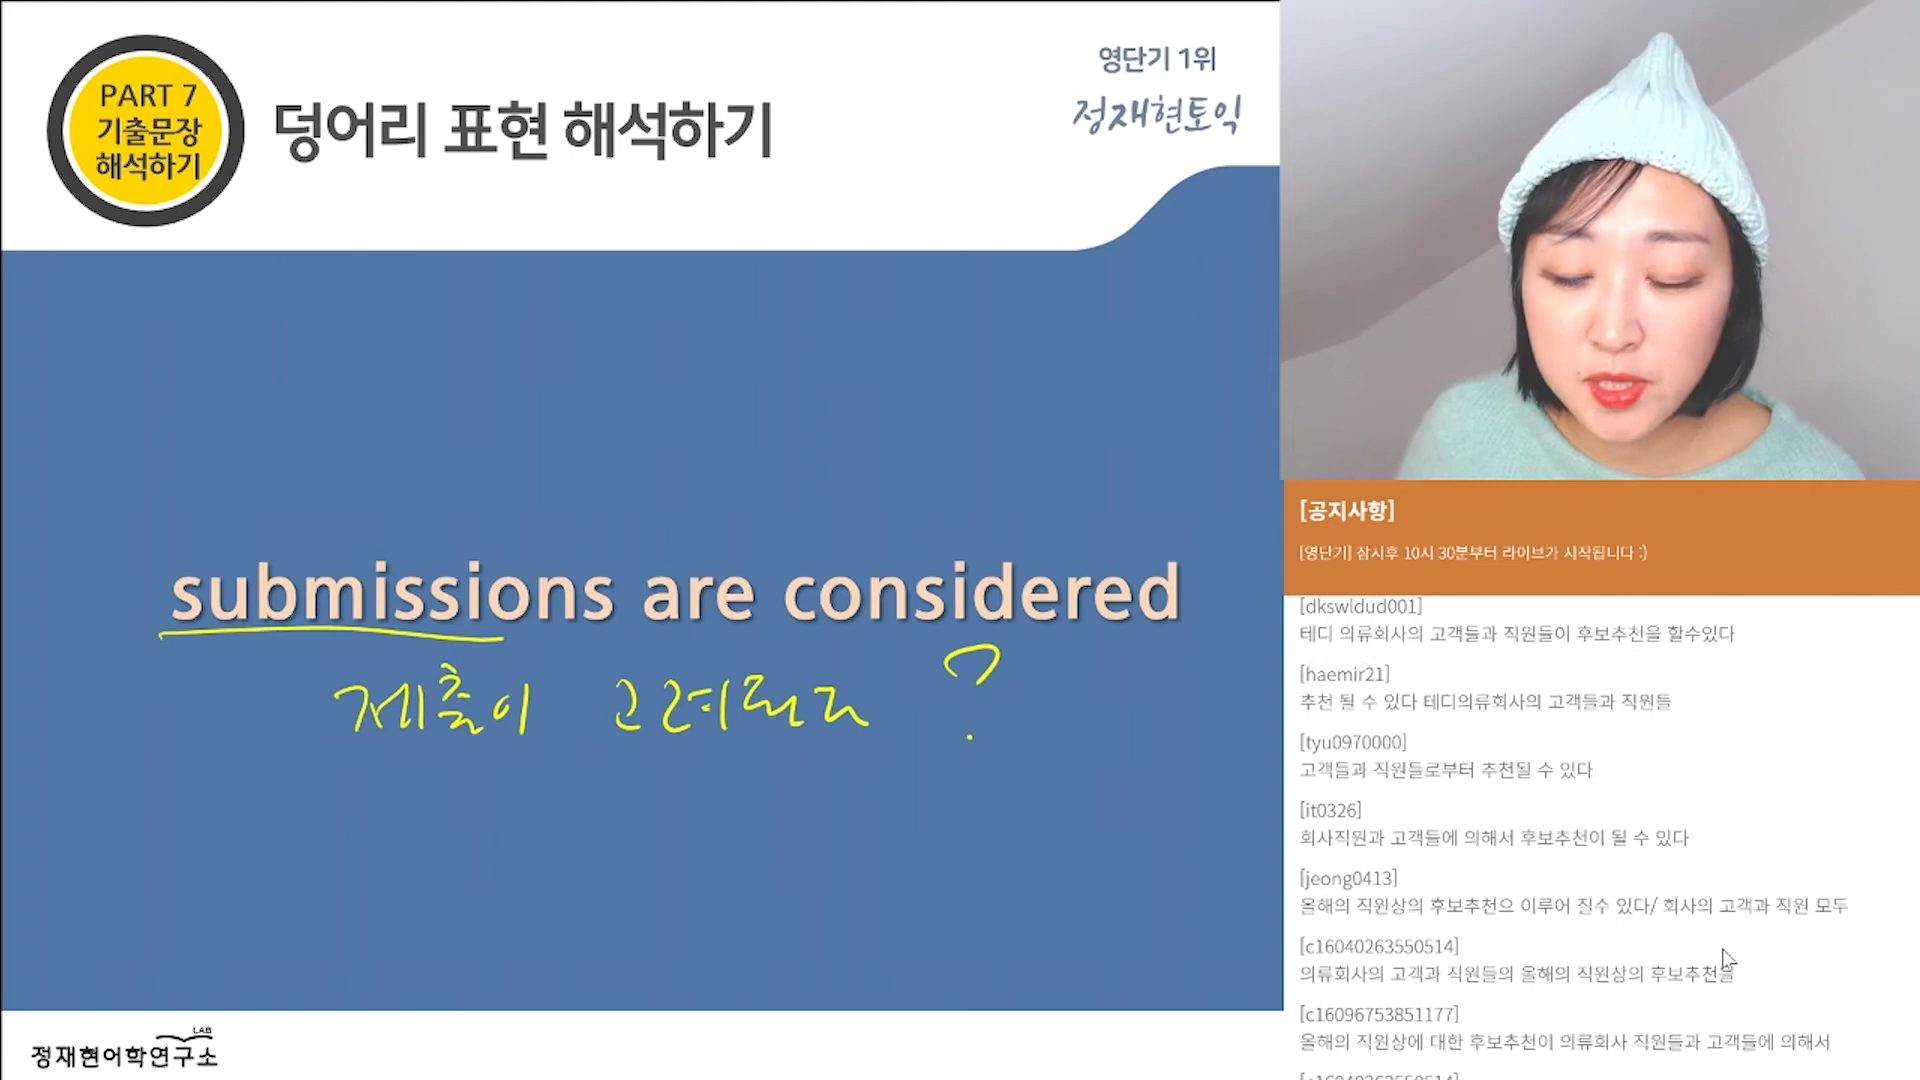 PART 7
기출문장
해석하기
덩어리 표현 해석하기
영단기 1위
정재현토익
submissions are considered
제출이 고려된다 ?
LAB
정재현어학연구소
[공지사항]
[영단기] 잠시후 10시 30분부터 라이브가 시작됩니다 :)
[dkswldud001]
테디 의류회사의 고객들과 직원들이 후보추천을 할수있다
[haemir21]
추천 될 수 있다 테디의류회사의 고객들과 직원들
[tyu0970000]
고객들과 직원들로부터 추천될 수 있다
[it0326]
회사직원과 고객들에 의해서 후보추천이 될 수 있다
[jeong0413]
올해의 직원상의 후보추천으 이루어 질수 있다/ 회사의 고객과 직원 모두
[c16040263550514]
의류회사의 고객과 직원들의 올해의 직원상의 후보추천을
[c16096753851177]
올해의 직원상에 대한 후보추천이 의류회사 직원들과 고객들에 의해서